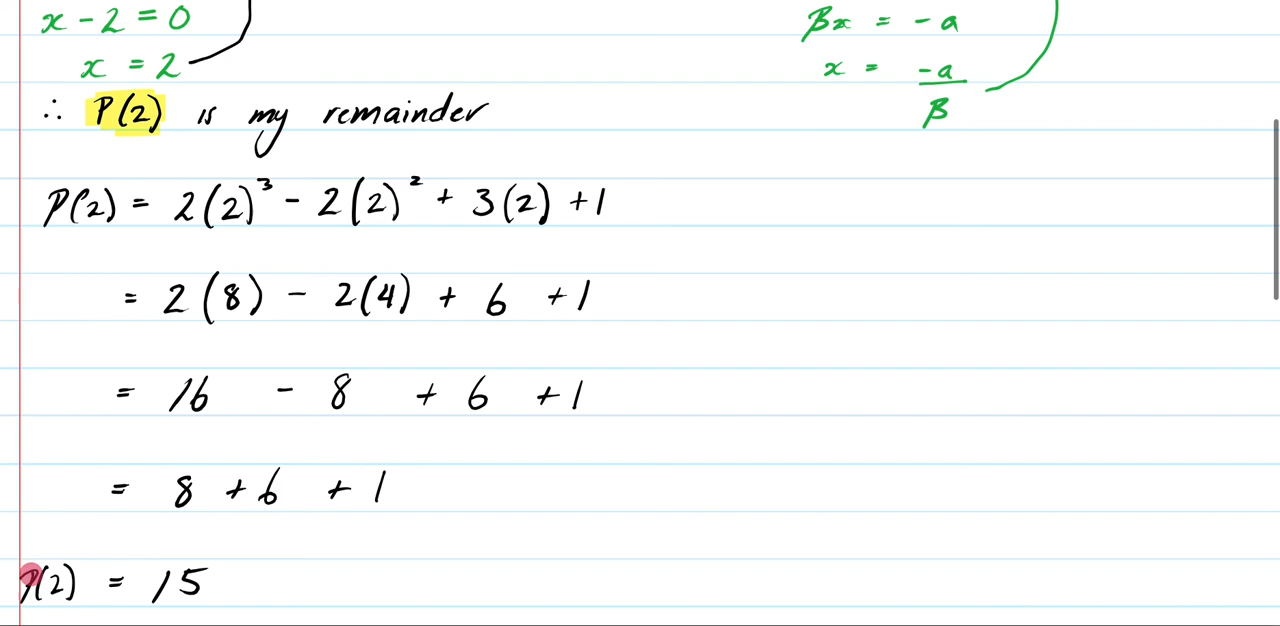 x - 2 = 0
x = 2
βx = -a
x = -a/β
∴ P(2) is my remainder
P(2) = 2(2)³ - 2(2)² + 3(2) + 1
= 2(8) - 2(4) + 6 + 1
= 16 - 8 + 6 + 1
= 8 + 6 + 1
P(2) = 15